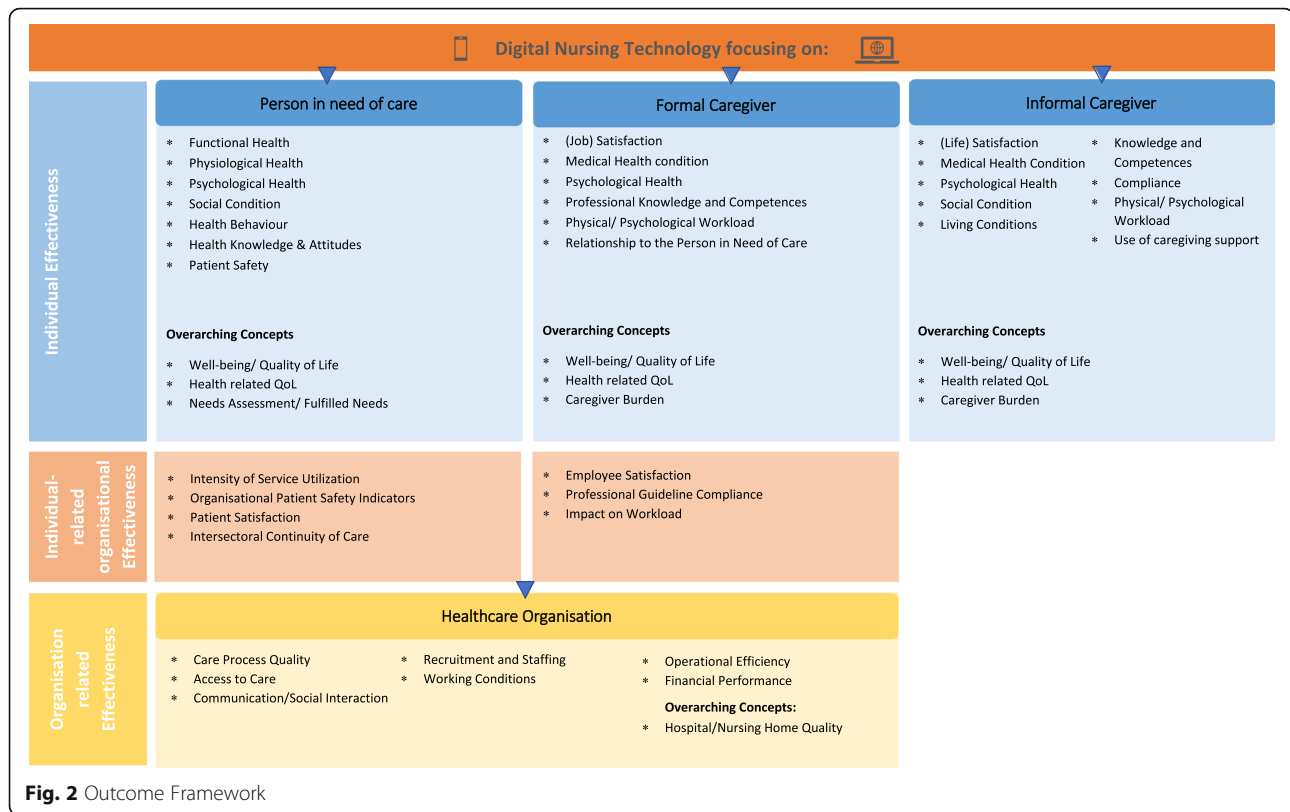 Digital Nursing Technology focusing on:
Individual Effectiveness
Person in need of care
* Functional Health
* Physiological Health
* Psychological Health
* Social Condition
* Health Behaviour
* Health Knowledge & Attitudes
* Patient Safety
Overarching Concepts
* Well-being/ Quality of Life
* Health related QoL
* Needs Assessment/ Fulfilled Needs
Formal Caregiver
* (Job) Satisfaction
* Medical Health condition
* Psychological Health
* Professional Knowledge and Competences
* Physical/ Psychological Workload
* Relationship to the Person in Need of Care
Overarching Concepts
* Well-being/ Quality of Life
* Health related QoL
* Caregiver Burden
Informal Caregiver
* (Life) Satisfaction
* Medical Health Condition
* Psychological Health
* Social Condition
* Living Conditions
* Knowledge and
Competences
* Compliance
* Physical/ Psychological
Workload
* Use of caregiving support
Overarching Concepts
* Well-being/ Quality of Life
* Health related QoL
* Caregiver Burden
Individual-
related
organisational
Effectiveness
* Intensity of Service Utilization
* Organisational Patient Safety Indicators
* Patient Satisfaction
* Intersectoral Continuity of Care
* Employee Satisfaction
* Professional Guideline Compliance
* Impact on Workload
Organisation
related
Effectiveness
Healthcare Organisation
* Care Process Quality
* Access to Care
* Communication/Social Interaction
* Recruitment and Staffing
* Working Conditions
* Operational Efficiency
* Financial Performance
Overarching Concepts:
* Hospital/Nursing Home Quality
Fig. 2 Outcome Framework